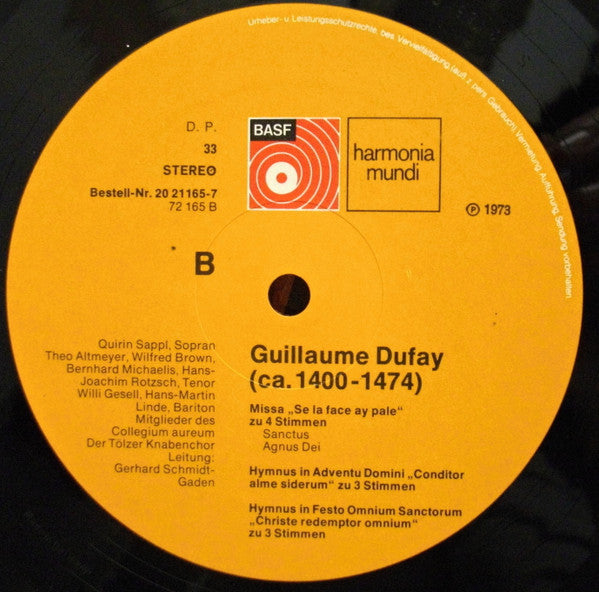 Urheber- u. Leistungsschutzrechte, bes. Vervielfältigung (auß. z. pers. Gebrauch), Vermietung, Aufführung, Sendung vorbehalten
D. P.
33
STEREO
Bestell-Nr. 20 21165-7
72 165 B
BASF
harmonia
mundi
℗ 1973
B
Quirin Sappl, Sopran
Theo Altmeyer, Wilfred Brown,
Bernhard Michaelis, Hans-
Joachim Rotzsch, Tenor
Willi Gesell, Hans-Martin
Linde, Bariton
Mitglieder des
Collegium aureum
Der Tölzer Knabenchor
Leitung:
Gerhard Schmidt-
Gaden
Guillaume Dufay
(ca. 1400-1474)
Missa „Se la face ay pale“
zu 4 Stimmen
Sanctus
Agnus Dei
Hymnus in Adventu Domini „Conditor
alme siderum“ zu 3 Stimmen
Hymnus in Festo Omnium Sanctorum
„Christe redemptor omnium“
zu 3 Stimmen